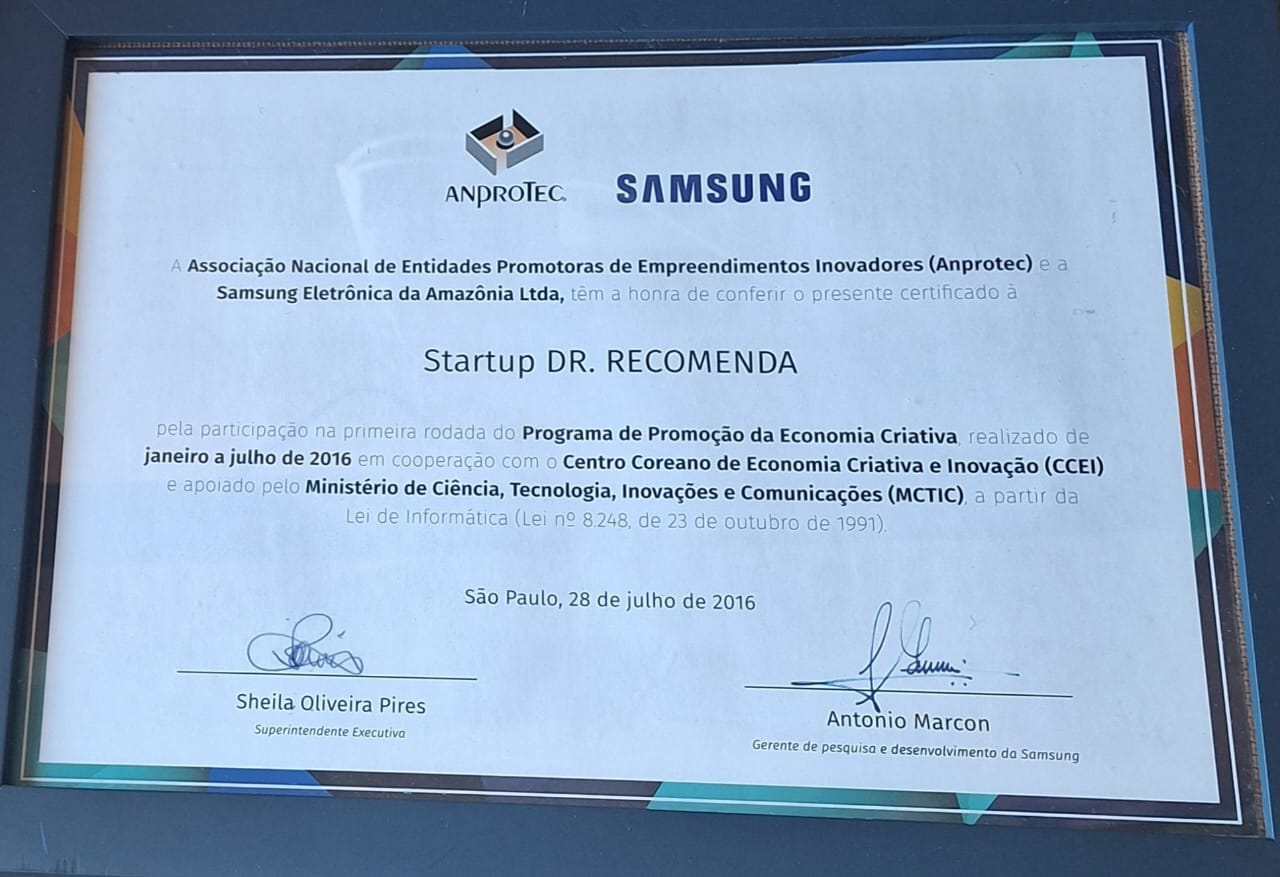 ANPROTEC
SAMSUNG
A Associação Nacional de Entidades Promotoras de Empreendimentos Inovadores (Anprotec) e a
Samsung Eletrônica da Amazônia Ltda, têm a honra de conferir o presente certificado à
Startup DR. RECOMENDA
pela participação na primeira rodada do Programa de Promoção da Economia Criativa, realizado de
janeiro a julho de 2016 em cooperação com o Centro Coreano de Economia Criativa e Inovação (CCEI)
e apoiado pelo Ministério de Ciência, Tecnologia, Inovações e Comunicações (MCTIC), a partir da
Lei de Informática (Lei nº 8.248, de 23 de outubro de 1991).
São Paulo, 28 de julho de 2016
Sheila Oliveira Pires
Superintendente Executiva
Antonio Marcon
Gerente de pesquisa e desenvolvimento da Samsung